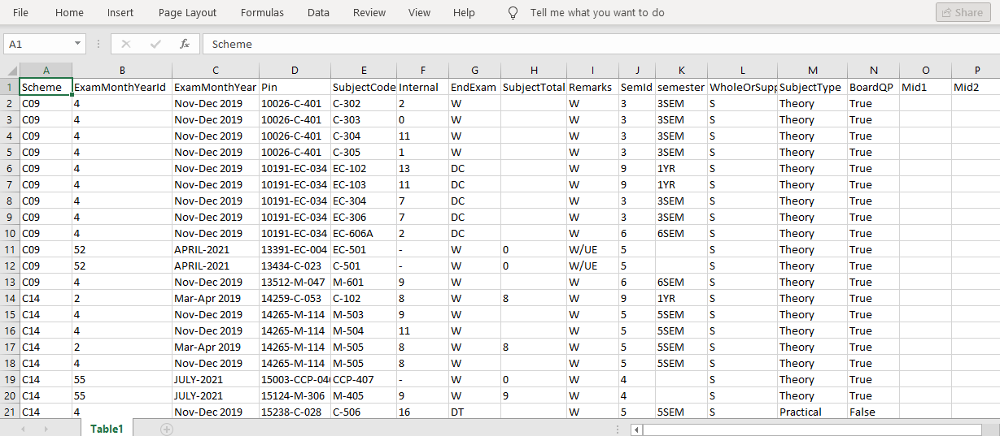 File Home Insert Page Layout Formulas Data Review View Help Tell me what you want to do Share
A1 fx Scheme
A B C D E F G H I J K L M N O P
1 Scheme ExamMonthYearId ExamMonthYear Pin SubjectCode Internal EndExam SubjectTotal Remarks SemId semester WholeOrSupp SubjectType BoardQP Mid1 Mid2
2 C09 4 Nov-Dec 2019 10026-C-401 C-302 2 W W 3 3SEM S Theory True
3 C09 4 Nov-Dec 2019 10026-C-401 C-303 0 W W 3 3SEM S Theory True
4 C09 4 Nov-Dec 2019 10026-C-401 C-304 11 W W 3 3SEM S Theory True
5 C09 4 Nov-Dec 2019 10026-C-401 C-305 1 W W 3 3SEM S Theory True
6 C09 4 Nov-Dec 2019 10191-EC-034 EC-102 13 DC W 9 1YR S Theory True
7 C09 4 Nov-Dec 2019 10191-EC-034 EC-103 11 DC W 9 1YR S Theory True
8 C09 4 Nov-Dec 2019 10191-EC-034 EC-304 7 DC W 3 3SEM S Theory True
9 C09 4 Nov-Dec 2019 10191-EC-034 EC-306 7 DC W 3 3SEM S Theory True
10 C09 4 Nov-Dec 2019 10191-EC-034 EC-606A 2 DC W 6 6SEM S Theory True
11 C09 52 APRIL-2021 13391-EC-004 EC-501 - W 0 W/UE 5 S Theory True
12 C09 52 APRIL-2021 13434-C-023 C-501 - W 0 W/UE 5 S Theory True
13 C09 4 Nov-Dec 2019 13512-M-047 M-601 9 W W 6 6SEM S Theory True
14 C14 2 Mar-Apr 2019 14259-C-053 C-102 8 W 8 W 9 1YR S Theory True
15 C14 4 Nov-Dec 2019 14265-M-114 M-503 9 W W 5 5SEM S Theory True
16 C14 4 Nov-Dec 2019 14265-M-114 M-504 11 W W 5 5SEM S Theory True
17 C14 2 Mar-Apr 2019 14265-M-114 M-505 8 W 8 W 5 5SEM S Theory True
18 C14 4 Nov-Dec 2019 14265-M-114 M-505 8 W W 5 5SEM S Theory True
19 C14 55 JULY-2021 15003-CCP-04 CCP-407 - W 0 W 4 S Theory True
20 C14 55 JULY-2021 15124-M-306 M-405 9 W 9 W 4 S Theory True
21 C14 4 Nov-Dec 2019 15238-C-028 C-506 16 DT W 5 5SEM S Practical False
Table1